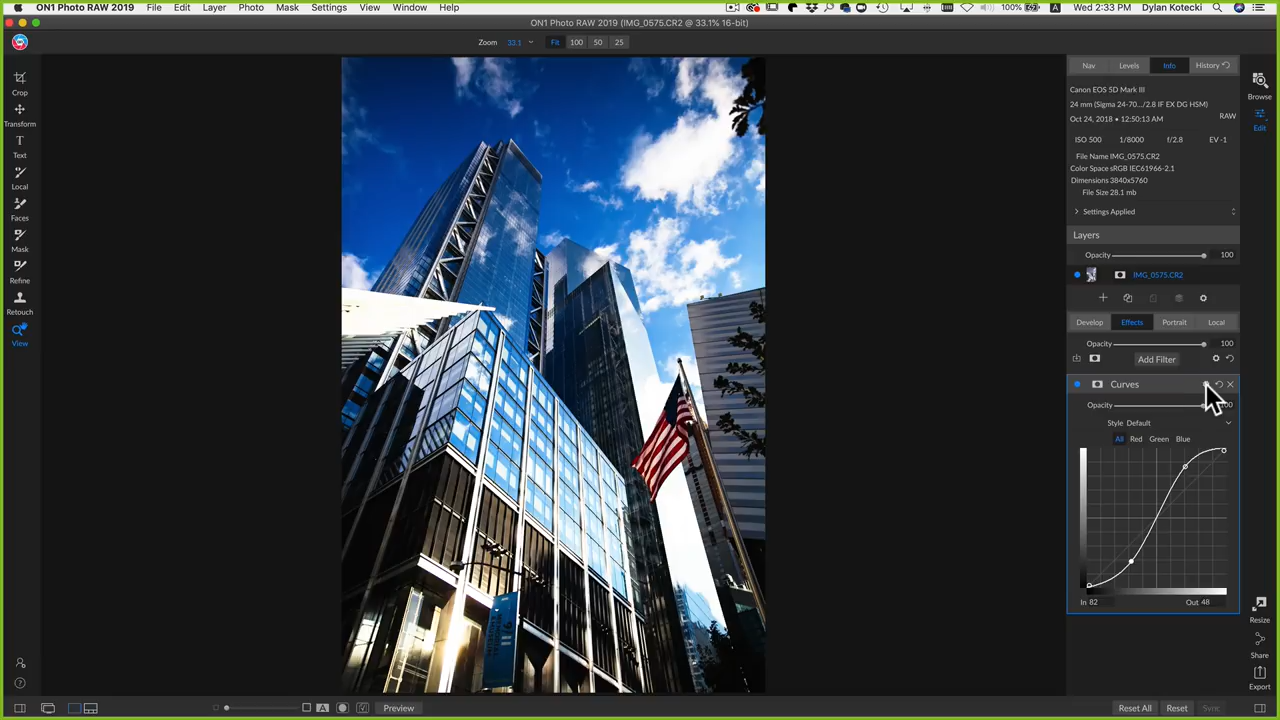 ON1 Photo RAW 2019 File Edit Layer Photo Mask Settings View Window Help 100% Wed 2:33 PM Dylan Kotecki
ON1 Photo RAW 2019 (IMG_0575.CR2 @ 33.1% 16-bit)
Zoom 33.1 Fit 100 50 25
Crop
Transform
Text
Local
Faces
Mask
Refine
Retouch
View
Nav Levels Info History
Canon EOS 5D Mark III
24 mm (Sigma 24-70.../2.8 IF EX DG HSM)
Oct 24, 2018 • 12:50:13 AM
RAW
ISO 500 1/8000 f/2.8 EV -1
File Name IMG_0575.CR2
Color Space sRGB IEC61966-2.1
Dimensions 3840x5760
File Size 28.1 mb
Settings Applied
Layers
Opacity 100
IMG_0575.CR2
Develop Effects Portrait Local
Opacity 100
Add Filter
Curves
Opacity
Style Default
All Red Green Blue
In 82 Out 48
Browse
Edit
Resize
Share
Export
A Preview Reset All Reset Sync